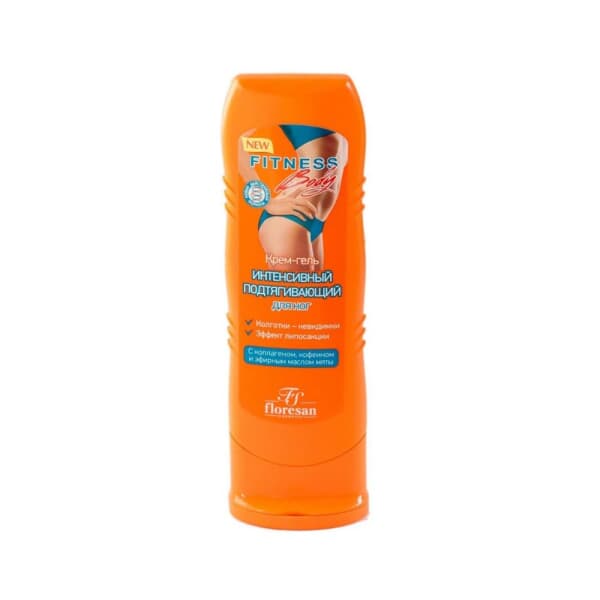 NEW
FITNESS
Body
Крем-гель
ИНТЕНСИВНЫЙ
ПОДТЯГИВАЮЩИЙ
для ног
Колготки – невидимки
Эффект липосакции
С коллагеном, кофеином
и эфирным маслом мяты
FS
floresan